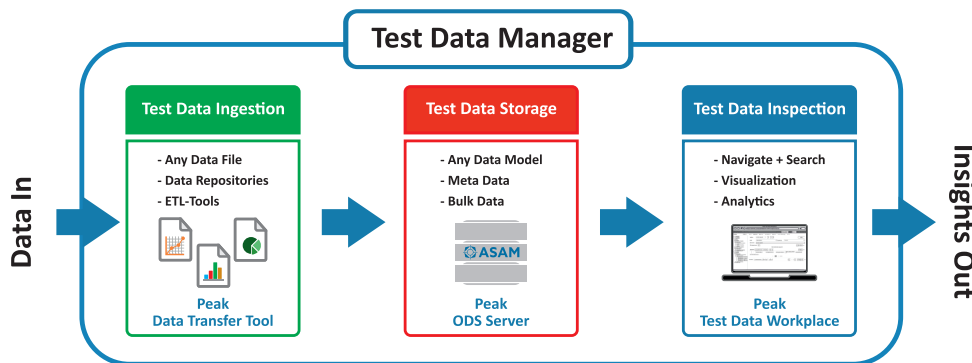 Test Data Manager
Data In
Test Data Ingestion
- Any Data File
- Data Repositories
- ETL-Tools
Peak
Data Transfer Tool
Test Data Storage
- Any Data Model
- Meta Data
- Bulk Data
ASAM
Peak
ODS Server
Test Data Inspection
- Navigate + Search
- Visualization
- Analytics
Peak
Test Data Workplace
Insights Out